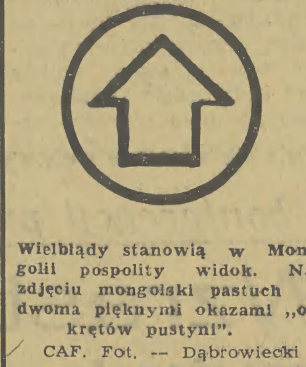 Wielbłądy stanowią w Mon
golii pospolity widok. N
zdjęciu mongolski pastuch
dwoma pięknymi okazami „o
krętów pustyni".
CAF. Fot. -- Dąbrowiecki